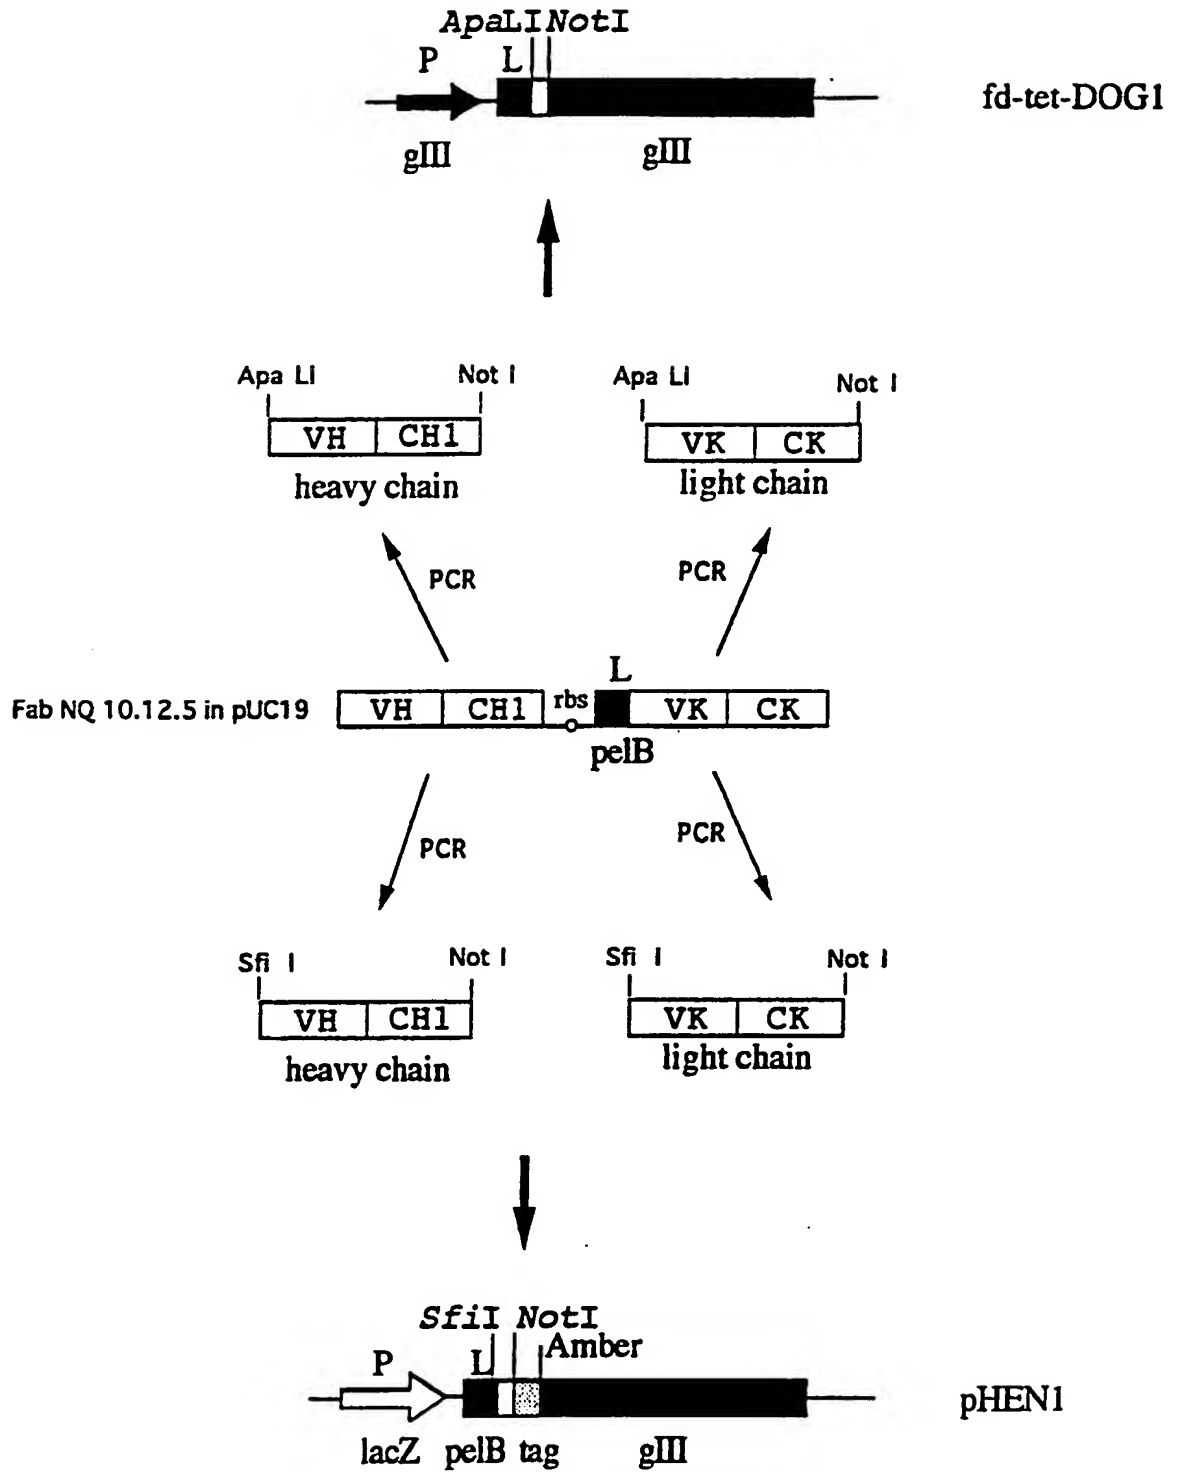 ApaLI NotI
P L
fd-tet-DOG1
gIII gIII
Apa LI Not I Apa LI Not I
VH CH1 VK CK
heavy chain light chain
PCR PCR
L
Fab NQ 10.12.5 in pUC19 VH CH1 rbs VK CK
pelB
PCR PCR
Sfi I Not I Sfi I Not I
VH CH1 VK CK
heavy chain light chain
SfiI NotI
Amber
P L
pHEN1
lacZ pelB tag gIII